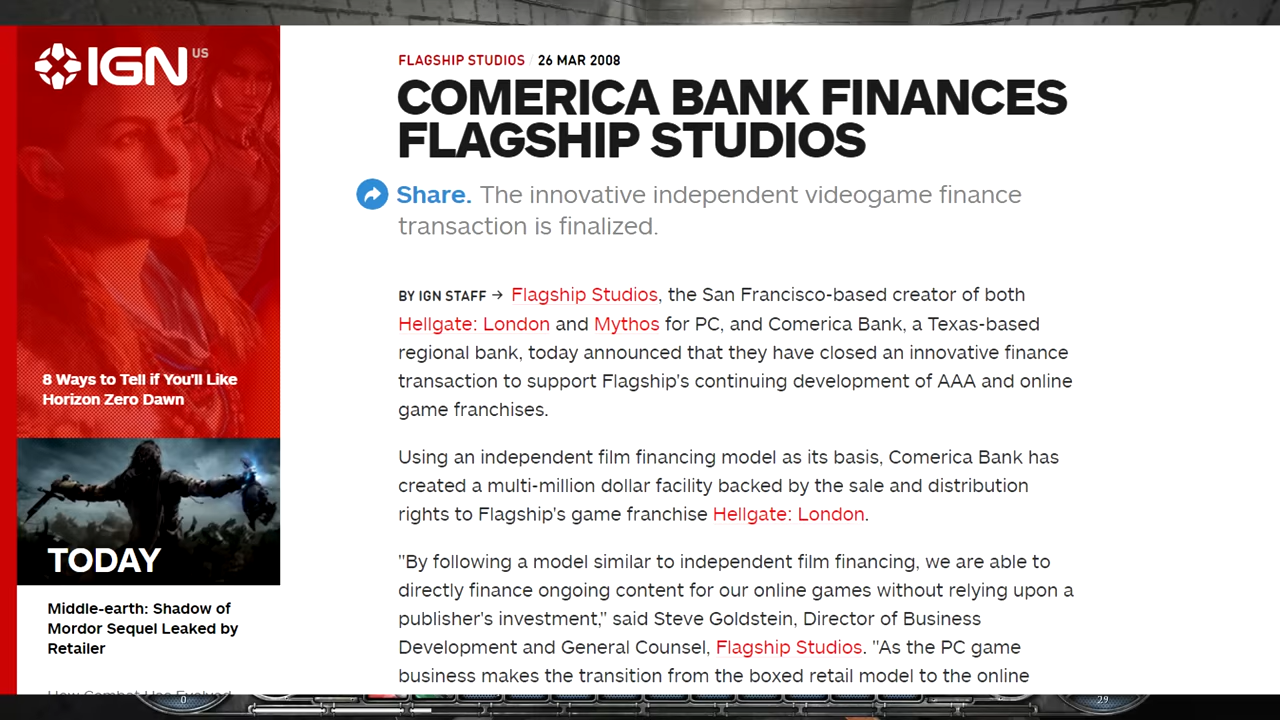 IGN US
8 Ways to Tell if You'll Like
Horizon Zero Dawn
TODAY
Middle-earth: Shadow of
Mordor Sequel Leaked by
Retailer
FLAGSHIP STUDIOS / 26 MAR 2008
COMERICA BANK FINANCES
FLAGSHIP STUDIOS
Share. The innovative independent videogame finance
transaction is finalized.
BY IGN STAFF → Flagship Studios, the San Francisco-based creator of both
Hellgate: London and Mythos for PC, and Comerica Bank, a Texas-based
regional bank, today announced that they have closed an innovative finance
transaction to support Flagship's continuing development of AAA and online
game franchises.
Using an independent film financing model as its basis, Comerica Bank has
created a multi-million dollar facility backed by the sale and distribution
rights to Flagship's game franchise Hellgate: London.
"By following a model similar to independent film financing, we are able to
directly finance ongoing content for our online games without relying upon a
publisher's investment," said Steve Goldstein, Director of Business
Development and General Counsel, Flagship Studios. "As the PC game
business makes the transition from the boxed retail model to the online
0
29